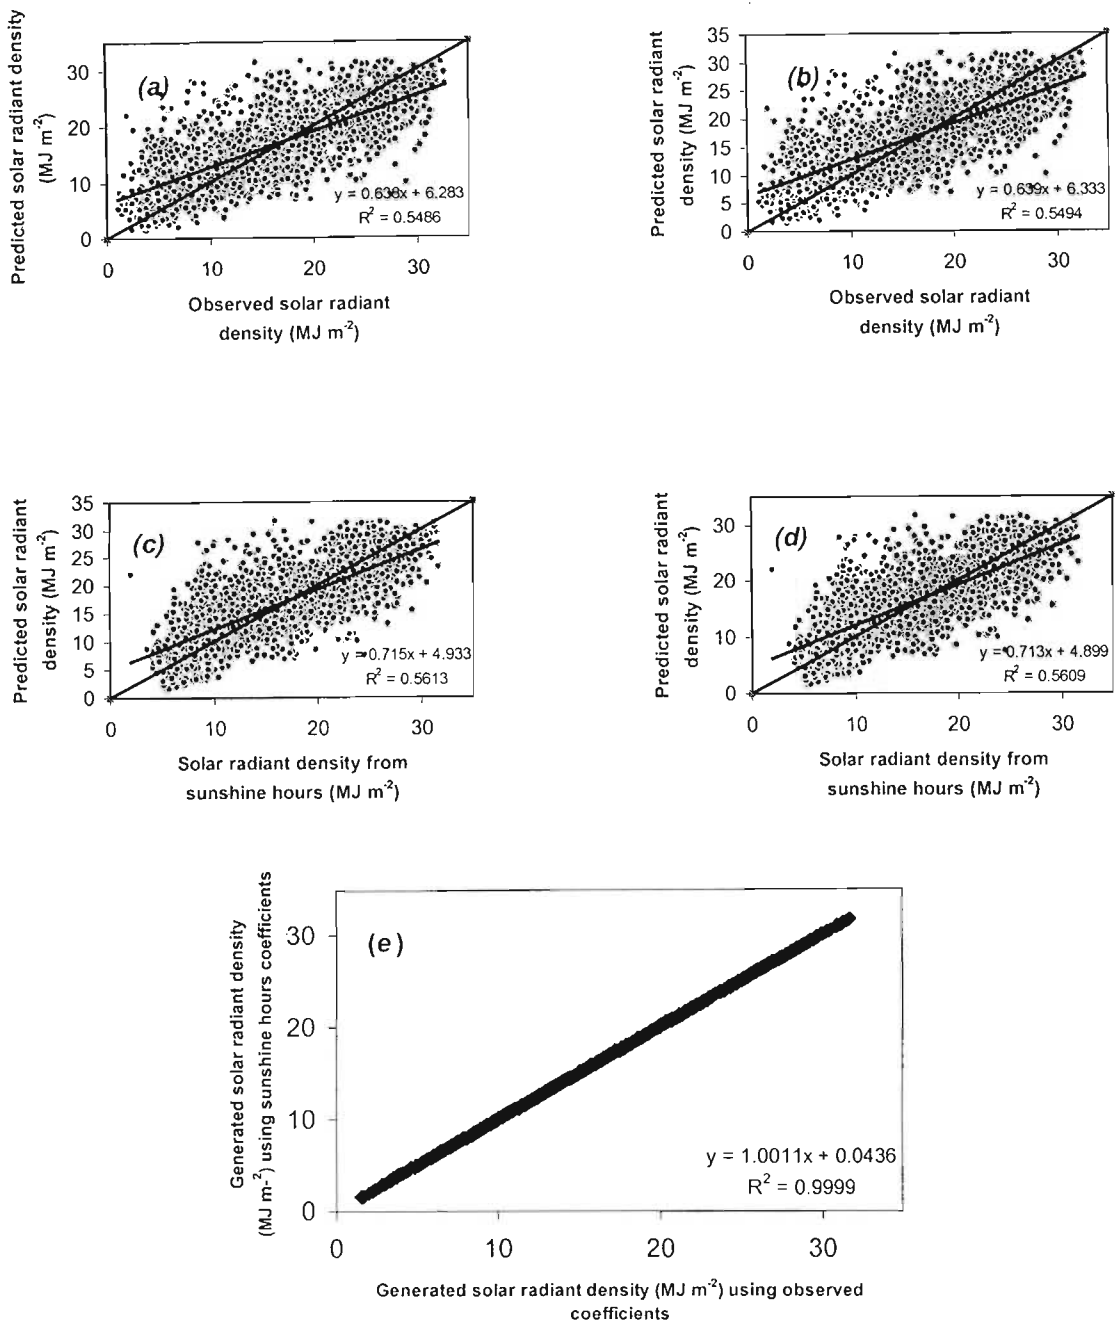 Predicted solar radiant density
(MJ m-2)
30
20
10
0
(a)
y = 0.638x + 6.283
R2 = 0.5486
0 10 20 30
Observed solar radiant
density (MJ m-2)
Predicted solar radiant
density (MJ m-2)
35
30
25
20
15
10
5
0
(b)
y = 0.639x + 6.333
R2 = 0.5494
0 10 20 30
Observed solar radiant
density (MJ m-2)
Predicted solar radiant
density (MJ m-2)
35
30
25
20
15
10
5
0
(c)
y = 0.715x + 4.933
R2 = 0.5613
0 10 20 30
Solar radiant density from
sunshine hours (MJ m-2)
Predicted solar radiant
density (MJ m-2)
30
20
10
0
(d)
y = 0.713x + 4.899
R2 = 0.5609
0 10 20 30
Solar radiant density from
sunshine hours (MJ m-2)
Generated solar radiant density
(MJ m-2) using sunshine hours coefficients
30
20
10
0
(e)
y = 1.0011x + 0.0436
R2 = 0.9999
0 10 20 30
Generated solar radiant density (MJ m-2) using observed
coefficients